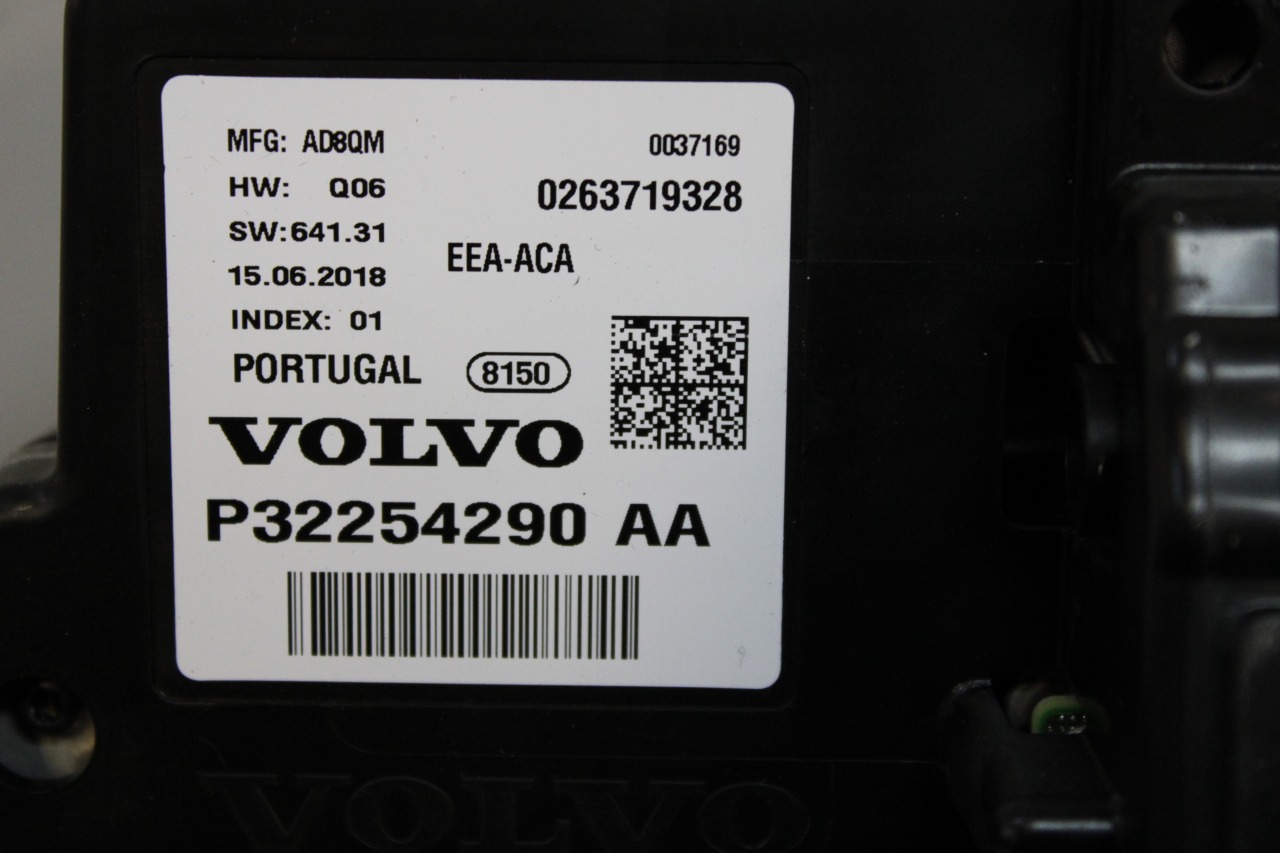 MFG: AD8QM 0037169
HW: Q06 0263719328
SW:641.31
EEA-ACA
15.06.2018
INDEX: 01
PORTUGAL 8150
VOLVO
P32254290 AA
VOLVO